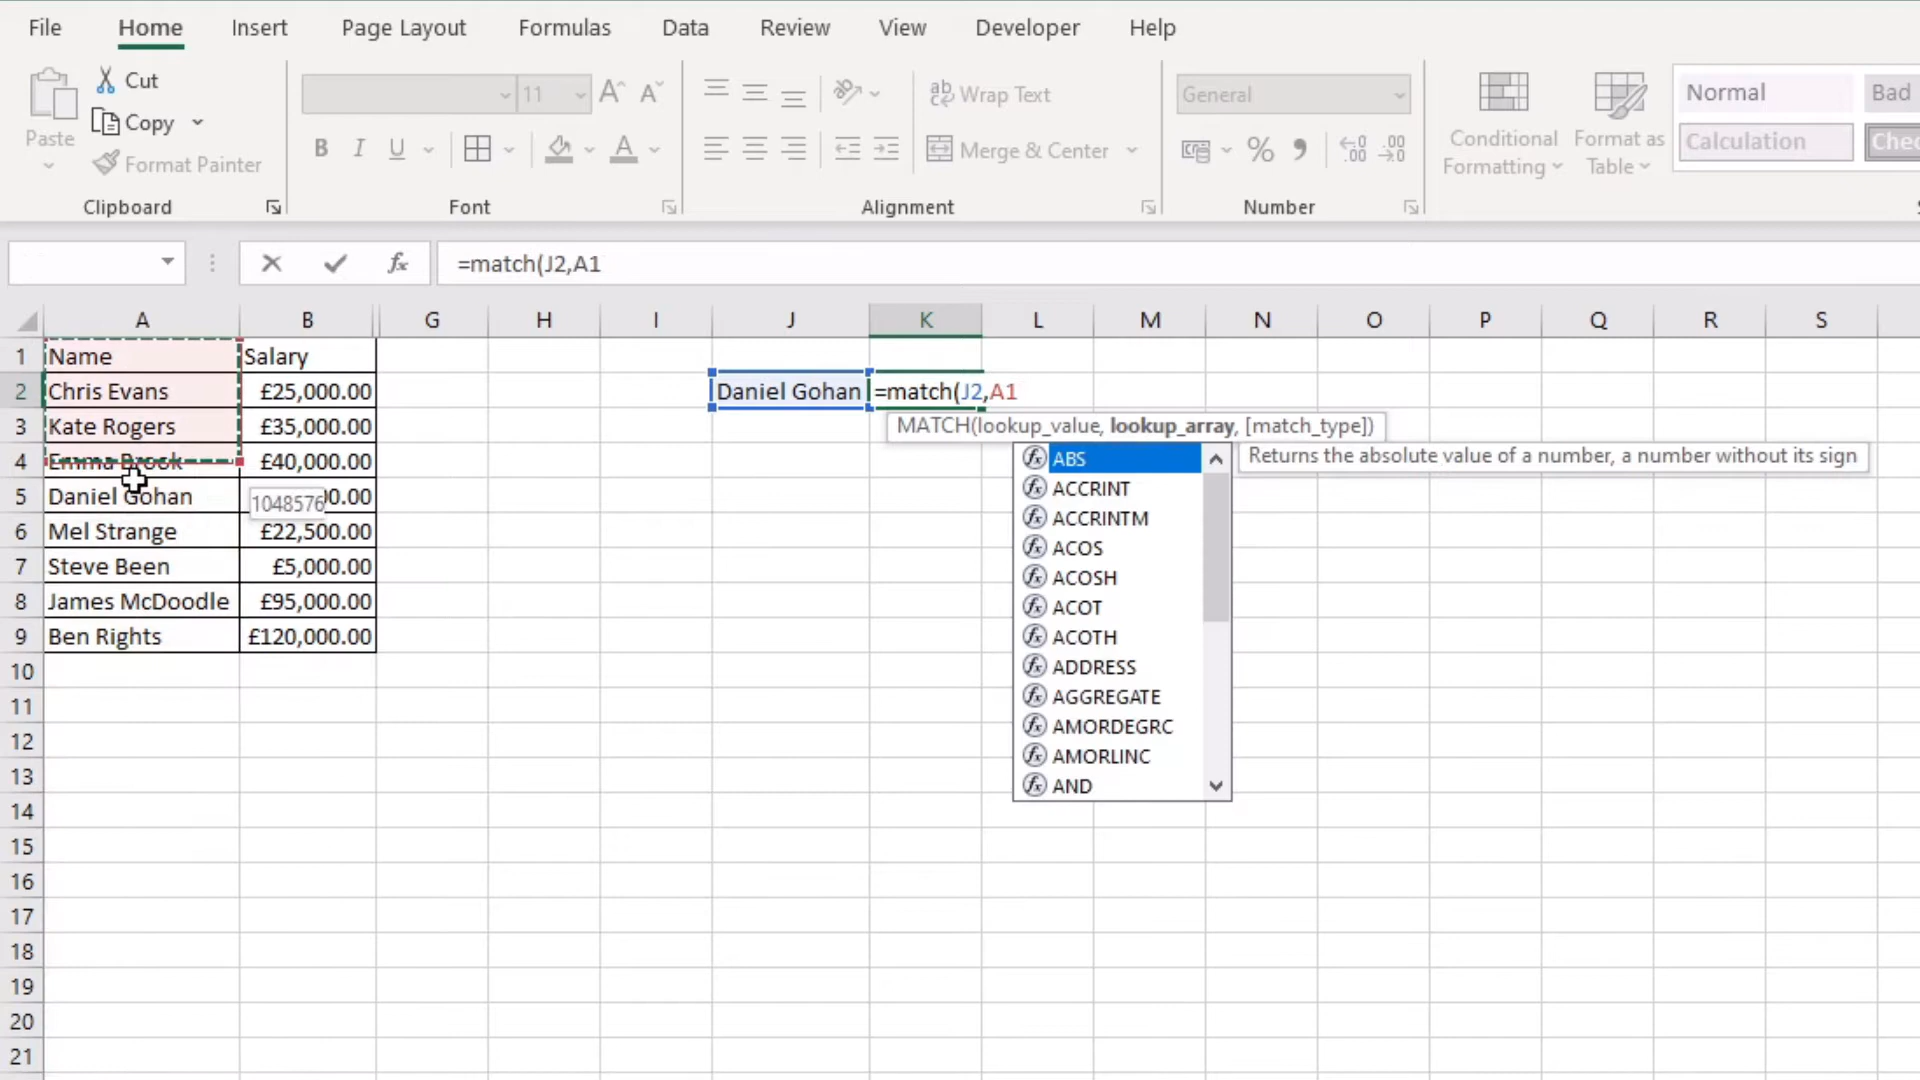 File Home Insert Page Layout Formulas Data Review View Developer Help
Cut
Copy
Format Painter
Paste
Clipboard
11
B I U
Font
Wrap Text
Merge & Center
Alignment
General
Number
Conditional Formatting
Format as Table
Normal Bad
Calculation
=match(J2,A1
A B G H I J K L M N O P Q R S
1 Name Salary
2 Chris Evans £25,000.00 Daniel Gohan =match(J2,A1
MATCH(lookup_value, lookup_array, [match_type])
3 Kate Rogers £35,000.00
4 Emma Brook £40,000.00
5 Daniel Gohan 1048576 00.00
6 Mel Strange £22,500.00
7 Steve Been £5,000.00
8 James McDoodle £95,000.00
9 Ben Rights £120,000.00
10
11
12
13
14
15
16
17
18
19
20
21
ABS
Returns the absolute value of a number, a number without its sign
ACCRINT
ACCRINTM
ACOS
ACOSH
ACOT
ACOTH
ADDRESS
AGGREGATE
AMORDEGRC
AMORLINC
AND